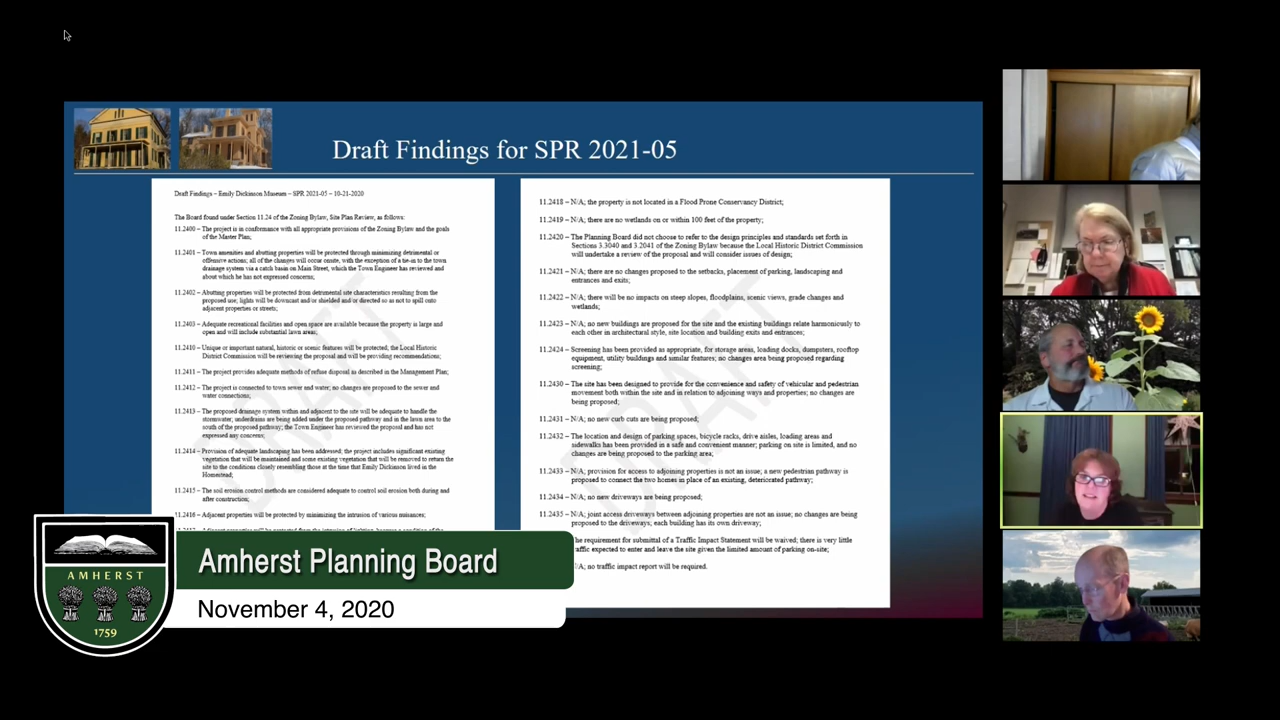 Draft Findings for SPR 2021-05
Draft Findings – Emily Dickinson Museum – SPR 2021-05 – 10-21-2020
The Board found under Section 11.24 of the Zoning Bylaw, Site Plan Review, as follows:
11.2400 – The project is in conformance with all appropriate provisions of the Zoning Bylaw and the goals
of the Master Plan;
11.2401 – Town amenities and abutting properties will be protected through minimizing detrimental or
offensive actions; all of the changes will occur onsite, with the exception of a tie-in to the town
drainage system via a catch basin on Main Street, which the Town Engineer has reviewed and
about which he has not expressed concerns;
11.2402 – Abutting properties will be protected from detrimental site characteristics resulting from the
proposed use; lights will be downcast and/or shielded and/or directed so as not to spill onto
adjacent properties or streets;
11.2403 – Adequate recreational facilities and open space are available because the property is large and
open and will include substantial lawn areas;
11.2410 – Unique or important natural, historic or scenic features will be protected; the Local Historic
District Commission will be reviewing the proposal and will be providing recommendations;
11.2411 – The project provides adequate methods of refuse disposal as described in the Management Plan;
11.2412 – The project is connected to town sewer and water; no changes are proposed to the sewer and
water connections;
11.2413 – The proposed drainage system within and adjacent to the site will be adequate to handle the
stormwater; underdrains are being added under the proposed pathway and in the lawn area to the
south of the proposed pathway; the Town Engineer has reviewed the proposal and has not
expressed any concerns;
11.2414 – Provision of adequate landscaping has been addressed; the project includes significant existing
vegetation that will be maintained and some existing vegetation that will be removed to return the
site to the conditions closely resembling those at the time that Emily Dickinson lived in the
Homestead;
11.2415 – The soil erosion control methods are considered adequate to control soil erosion both during and
after construction;
11.2416 – Adjacent properties will be protected by minimizing the intrusion of various nuisances;
11.2418 – N/A; the property is not located in a Flood Prone Conservancy District;
11.2419 – N/A; there are no wetlands on or within 100 feet of the property;
11.2420 – The Planning Board did not choose to refer to the design principles and standards set forth in
Sections 3.3040 and 3.2041 of the Zoning Bylaw because the Local Historic District Commission
will undertake a review of the proposal and will consider issues of design;
11.2421 – N/A; there are no changes proposed to the setbacks, placement of parking, landscaping and
entrances and exits;
11.2422 – N/A; there will be no impacts on steep slopes, floodplains, scenic views, grade changes and
wetlands;
11.2423 – N/A; no new buildings are proposed for the site and the existing buildings relate harmoniously to
each other in architectural style, site location and building exits and entrances;
11.2424 – Screening has been provided as appropriate, for storage areas, loading docks, dumpsters, rooftop
equipment, utility buildings and similar features; no changes area being proposed regarding
screening;
11.2430 – The site has been designed to provide for the convenience and safety of vehicular and pedestrian
movement both within the site and in relation to adjoining ways and properties; no changes are
being proposed;
11.2431 – N/A; no new curb cuts are being proposed;
11.2432 – The location and design of parking spaces, bicycle racks, drive aisles, loading areas and
sidewalks has been provided in a safe and convenient manner; parking on site is limited, and no
changes are being proposed to the parking area;
11.2433 – N/A; provision for access to adjoining properties is not an issue; a new pedestrian pathway is
proposed to connect the two homes in place of an existing, deteriorated pathway;
11.2434 – N/A; no new driveways are being proposed;
11.2435 – N/A; joint access driveways between adjoining properties are not an issue; no changes are being
proposed to the driveways; each building has its own driveway;
he requirement for submittal of a Traffic Impact Statement will be waived; there is very little
affic expected to enter and leave the site given the limited amount of parking on-site;
/A; no traffic impact report will be required.
DRAFT
DRAFT
AMHERST
1759
Amherst Planning Board
November 4, 2020